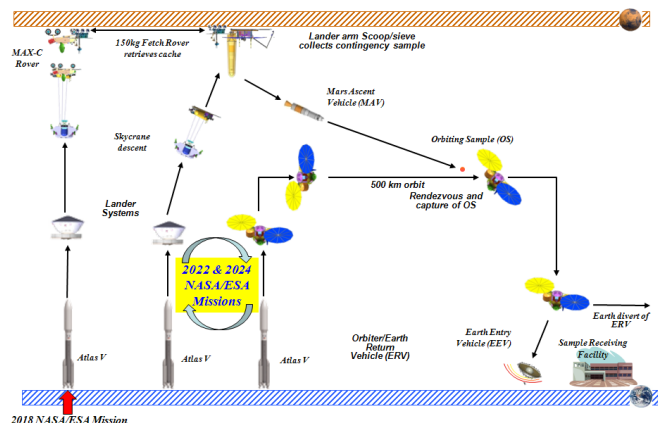 MAX-C
Rover
150kg Fetch Rover
retrieves cache
Lander arm Scoop/sieve
collects contingency sample
Mars Ascent
Vehicle (MAV)
Skycrane
descent
Orbiting Sample (OS)
500 km orbit
Rendezvous and
capture of OS
Lander
Systems
2022 & 2024
NASA/ESA
Missions
Earth divert of
ERV
Orbiter/Earth
Return
Vehicle (ERV)
Earth Entry
Vehicle (EEV)
Sample Receiving
Facility
Atlas V
Atlas V
Atlas V
2018 NASA/ESA Mission